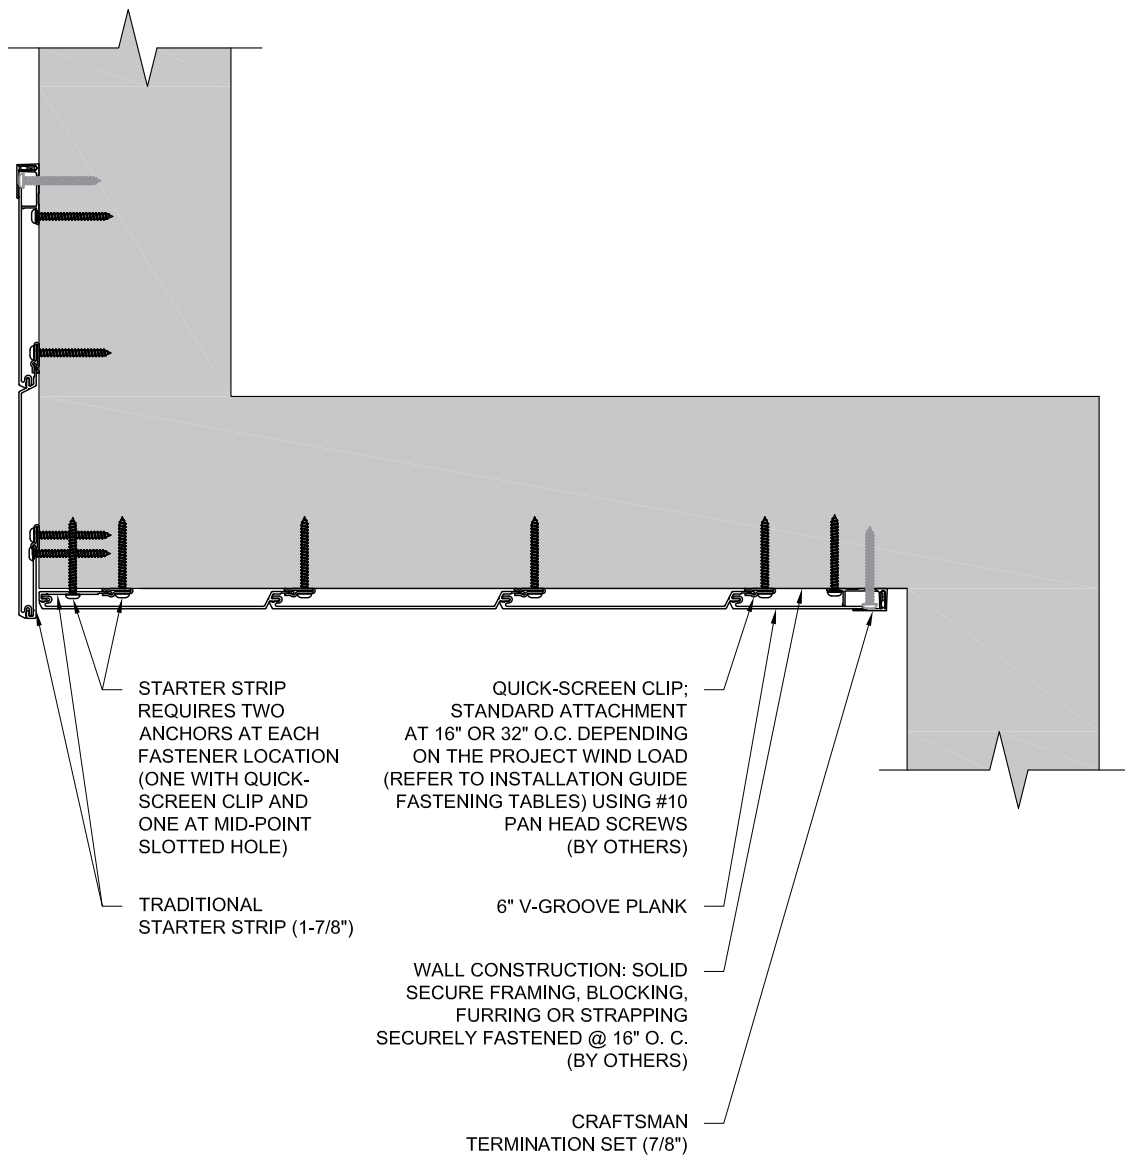 STARTER STRIP
REQUIRES TWO
ANCHORS AT EACH
FASTENER LOCATION
(ONE WITH QUICK-
SCREEN CLIP AND
ONE AT MID-POINT
SLOTTED HOLE)
TRADITIONAL
STARTER STRIP (1-7/8")
QUICK-SCREEN CLIP;
STANDARD ATTACHMENT
AT 16" OR 32" O.C. DEPENDING
ON THE PROJECT WIND LOAD
(REFER TO INSTALLATION GUIDE
FASTENING TABLES) USING #10
PAN HEAD SCREWS
(BY OTHERS)
6" V-GROOVE PLANK
WALL CONSTRUCTION: SOLID
SECURE FRAMING, BLOCKING,
FURRING OR STRAPPING
SECURELY FASTENED @ 16" O. C.
(BY OTHERS)
CRAFTSMAN
TERMINATION SET (7/8")